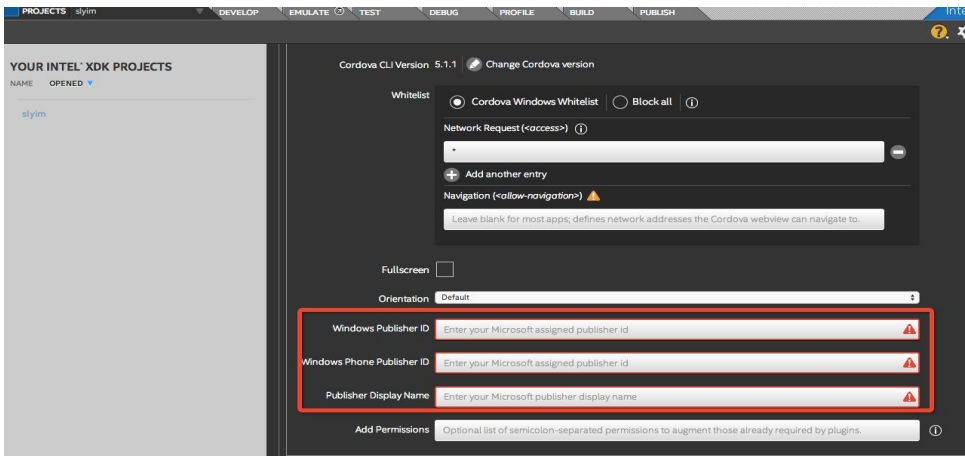 PROJECTS slyim DEVELOP EMULATE TEST DEBUG PROFILE BUILD PUBLISH Inte
YOUR INTEL® XDK PROJECTS
NAME OPENED
slyim
Cordova CLI Version 5.1.1 Change Cordova version
Whitelist Cordova Windows Whitelist Block all
Network Request (<access>)
*
Add another entry
Navigation (<allow-navigation>)
Leave blank for most apps; defines network addresses the Cordova webview can navigate to.
Fullscreen
Orientation Default
Windows Publisher ID Enter your Microsoft assigned publisher id
Windows Phone Publisher ID Enter your Microsoft assigned publisher id
Publisher Display Name Enter your Microsoft publisher display name
Add Permissions Optional list of semicolon-separated permissions to augment those already required by plugins.